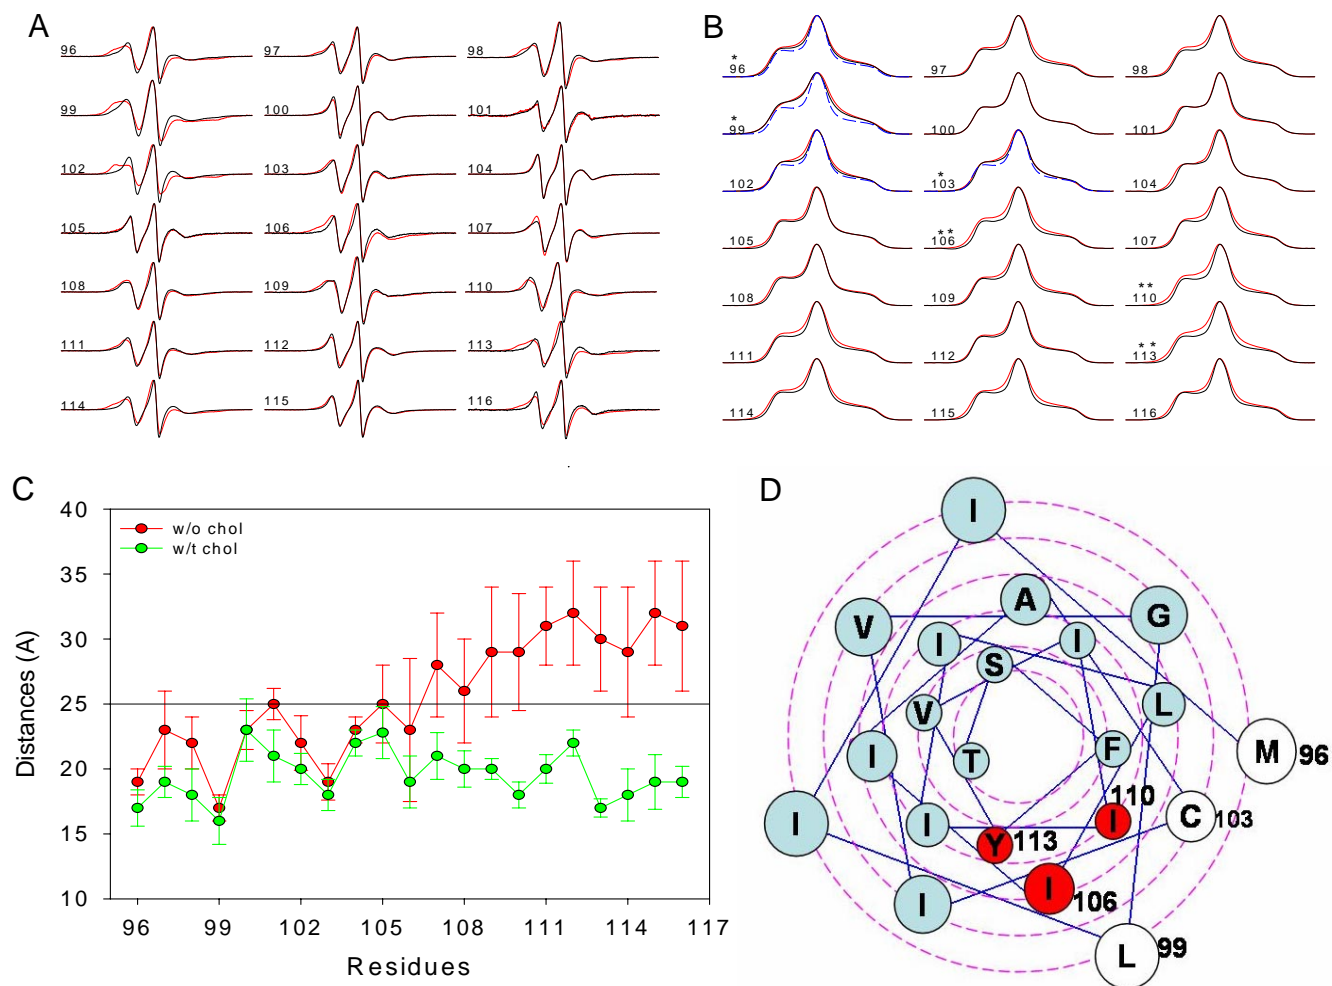 A
96 97 98
99 100 101
102 103 104
105 106 107
108 109 110
111 112 113
114 115 116
B
*
96 97 98
*
99 100 101
*
102 103 104
**
105 106 107
**
108 109 110
* *
111 112 113
114 115 116
C
40
35
30
25
20
15
10
w/o chol
w/t chol
Distances (A)
96 99 102 105 108 111 114 117
Residues
D
I
A
V
G
I
I
S
L
V
I
T
F
M 96
110
I
I
C 103
I
Y 113
I 106
I
L 99